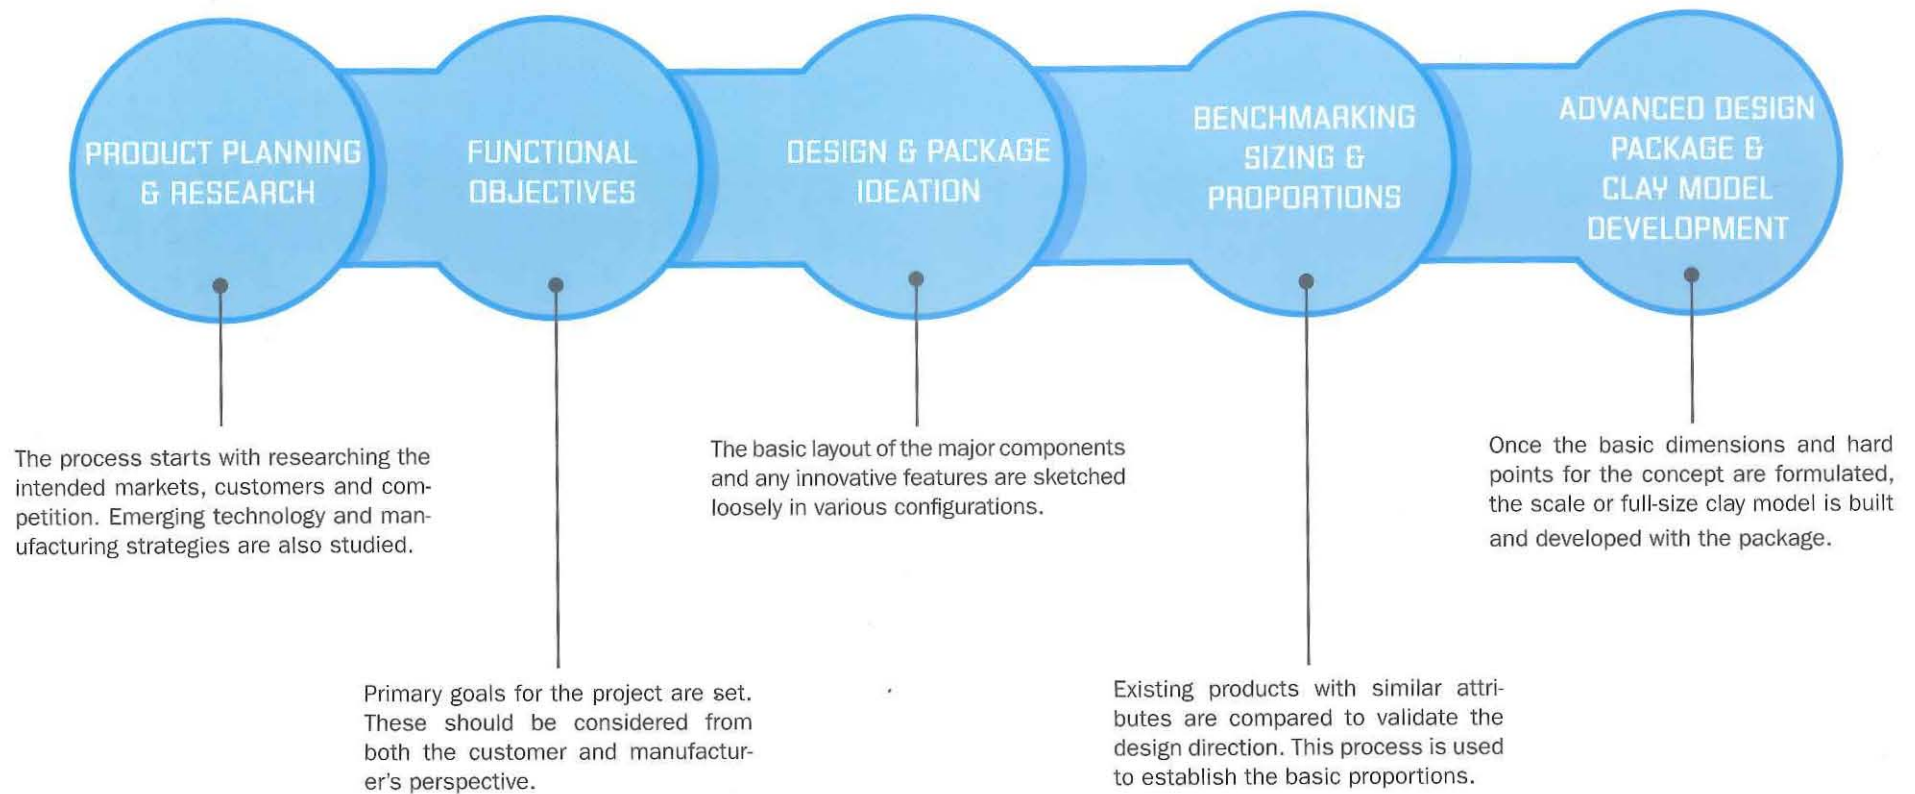 PRODUCT PLANNING
& RESEARCH
FUNCTIONAL
OBJECTIVES
DESIGN & PACKAGE
IDEATION
BENCHMARKING
SIZING &
PROPORTIONS
ADVANCED DESIGN
PACKAGE &
CLAY MODEL
DEVELOPMENT
The process starts with researching the
intended markets, customers and com-
petition. Emerging technology and man-
ufacturing strategies are also studied.
Primary goals for the project are set.
These should be considered from
both the customer and manufactur-
er's perspective.
The basic layout of the major components
and any innovative features are sketched
loosely in various configurations.
Existing products with similar attri-
butes are compared to validate the
design direction. This process is used
to establish the basic proportions.
Once the basic dimensions and hard
points for the concept are formulated,
the scale or full-size clay model is built
and developed with the package.